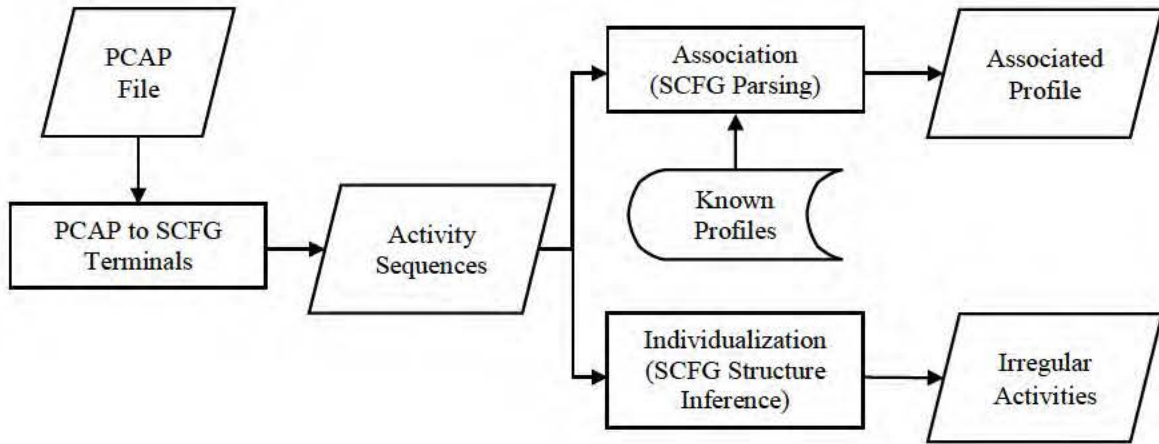 PCAP
File
PCAP to SCFG
Terminals
Activity
Sequences
Association
(SCFG Parsing)
Known
Profiles
Associated
Profile
Individualization
(SCFG Structure
Inference)
Irregular
Activities